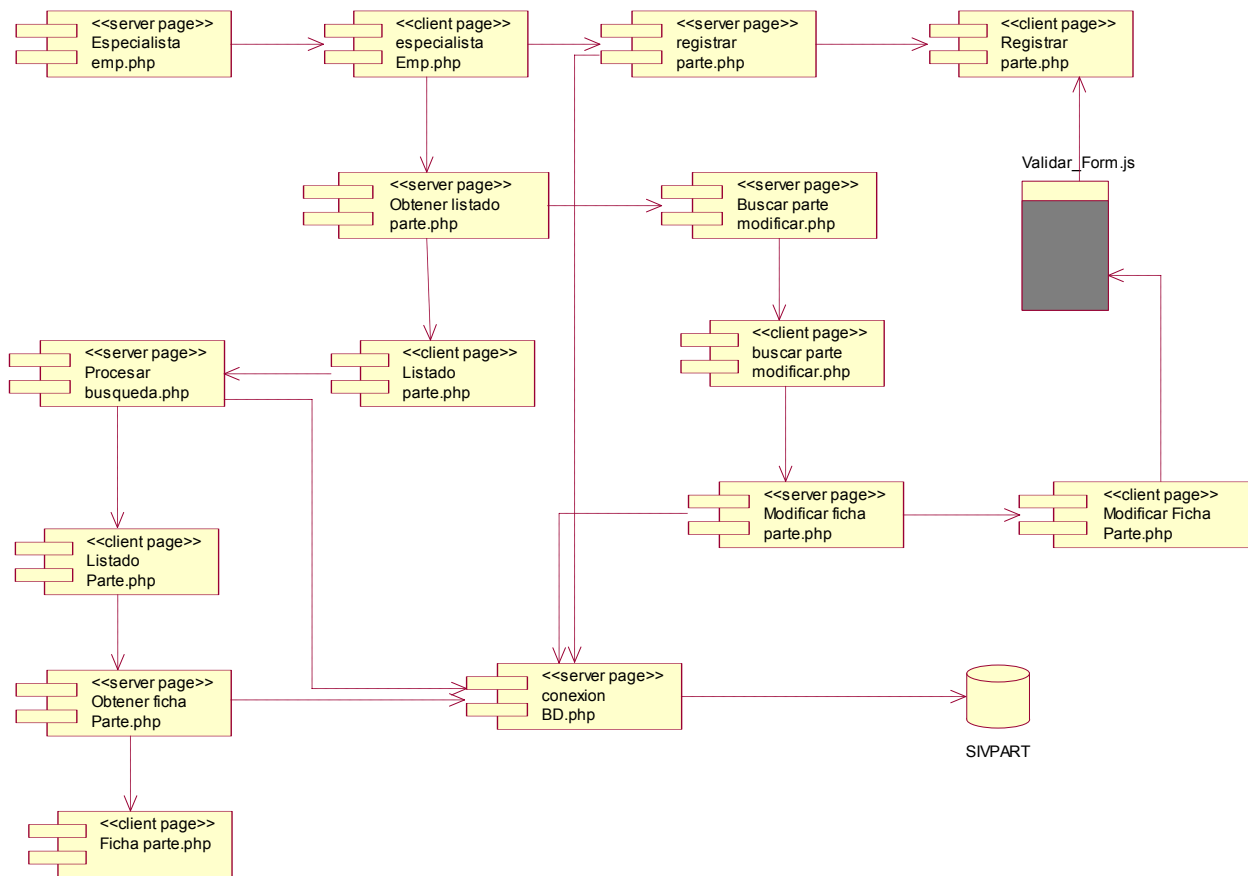 <<server page>>
Especialista
emp.php
<<client page>>
especialista
Emp.php
<<server page>>
registrar
parte.php
<<client page>>
Registrar
parte.php
Validar_Form.js
<<server page>>
Obtener listado
parte.php
<<server page>>
Buscar parte
modificar.php
<<server page>>
Procesar
busqueda.php
<<client page>>
Listado
parte.php
<<client page>>
buscar parte
modificar.php
<<server page>>
Modificar ficha
parte.php
<<client page>>
Modificar Ficha
Parte.php
<<client page>>
Listado
Parte.php
<<server page>>
Obtener ficha
Parte.php
<<server page>>
conexion
BD.php
SIVPART
<<client page>>
Ficha parte.php